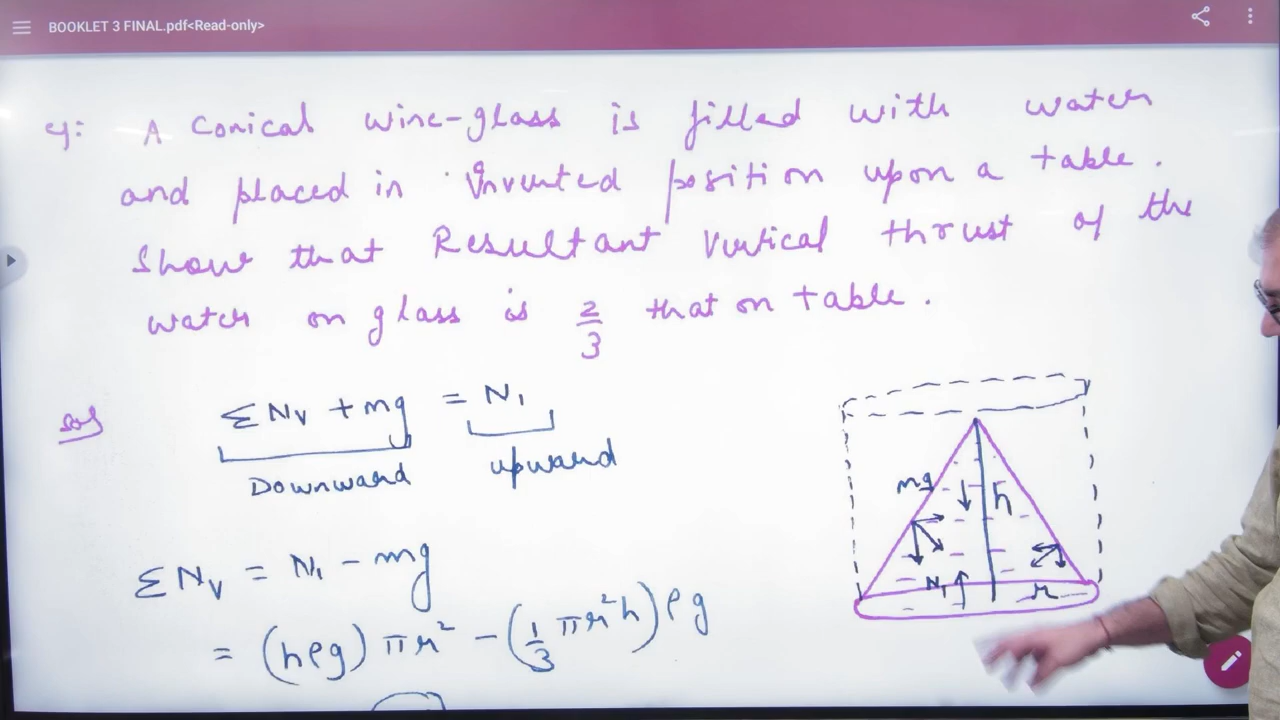 BOOKLET 3 FINAL.pdf<Read-only>
4: A conical wine-glass is filled with water
and placed in inverted position upon a table.
Show that Resultant vertical thrust of the
water on glass is 2/3 that on table.
Sol
ΣNv + mg = N1
Downward upward
ΣNv = N1 - mg
= (hρg) πr² - (1/3 πr²h) ρg
mg
h
N1
r